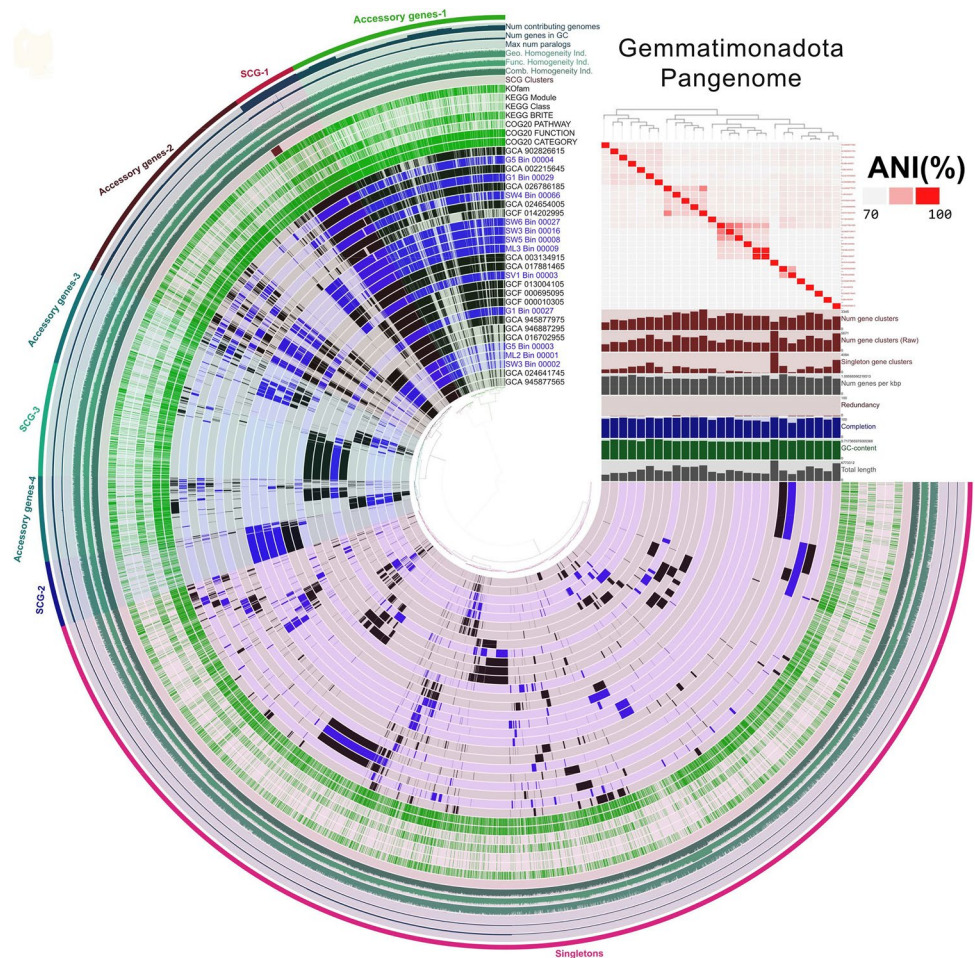 Accessory genes-1
SCG-1
Accessory genes-2
Accessory genes-3
SCG-3
Accessory genes-4
SCG-2
Singletons
Num contributing genomes
Num genes in GC
Max num paralogs
Geo. Homogeneity Ind.
Func. Homogeneity Ind.
Comb. Homogeneity Ind.
SCG Clusters
KOfam
KEGG Module
KEGG Class
KEGG BRITE
COG20 PATHWAY
COG20 FUNCTION
COG20 CATEGORY
GCA 902826615
G5 Bin 00004
GCA 002215645
G1 Bin 00029
GCA 026786185
SW4 Bin 00066
GCA 024654005
GCF 014202995
SW6 Bin 00027
SW3 Bin 00016
SW5 Bin 00008
ML3 Bin 00009
GCA 003134915
GCA 017881465
SV1 Bin 00003
GCF 013004105
GCF 000695095
GCF 000010305
G1 Bin 00027
GCA 945877975
GCA 946887295
GCA 016702955
G5 Bin 00003
ML2 Bin 00001
SW3 Bin 00002
GCA 024641745
GCA 945877565
Gemmatimonadota
Pangenome
ANI(%)
70 100
Num gene clusters
Num gene clusters (Raw)
Singleton gene clusters
Num genes per kbp
Redundancy
Completion
GC-content
Total length